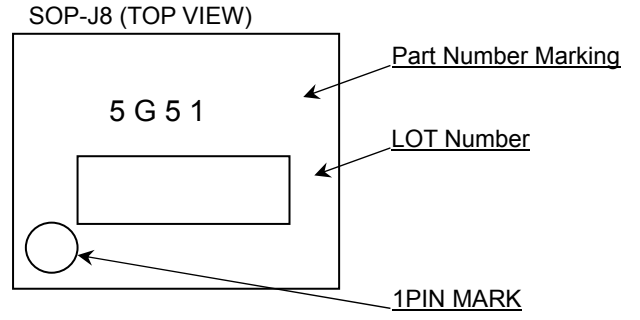 SOP-J8 (TOP VIEW)
Part Number Marking
5 G 5 1
LOT Number
1PIN MARK